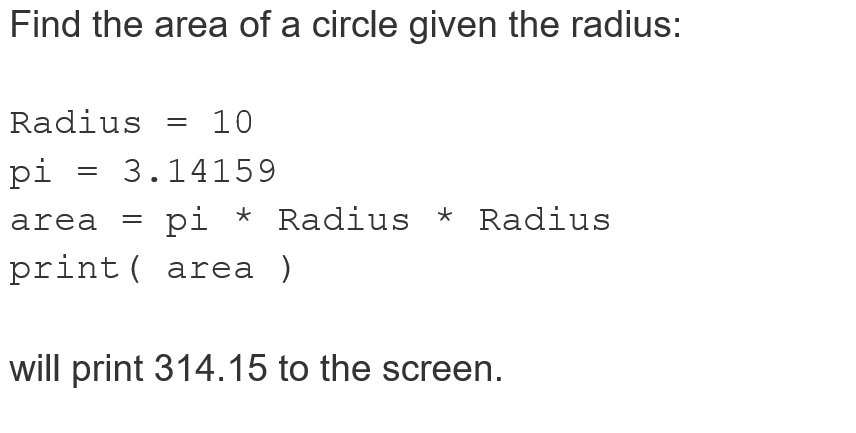 Find the area of a circle given the radius:
Radius = 10
pi = 3.14159
area = pi * Radius * Radius
print( area )
will print 314.15 to the screen.